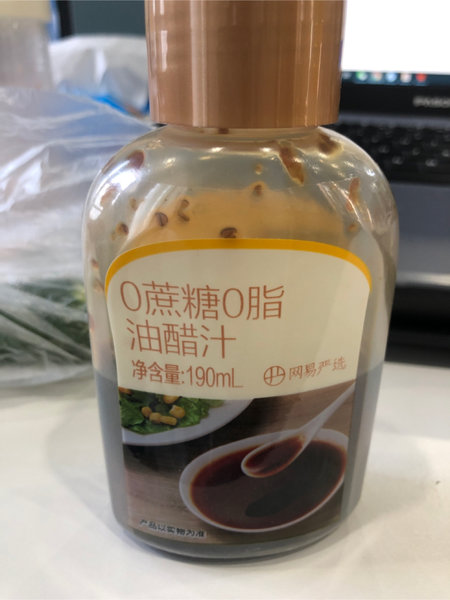 0蔗糖0脂
油醋汁
净含量:190mL
网易严选
产品以实物为准